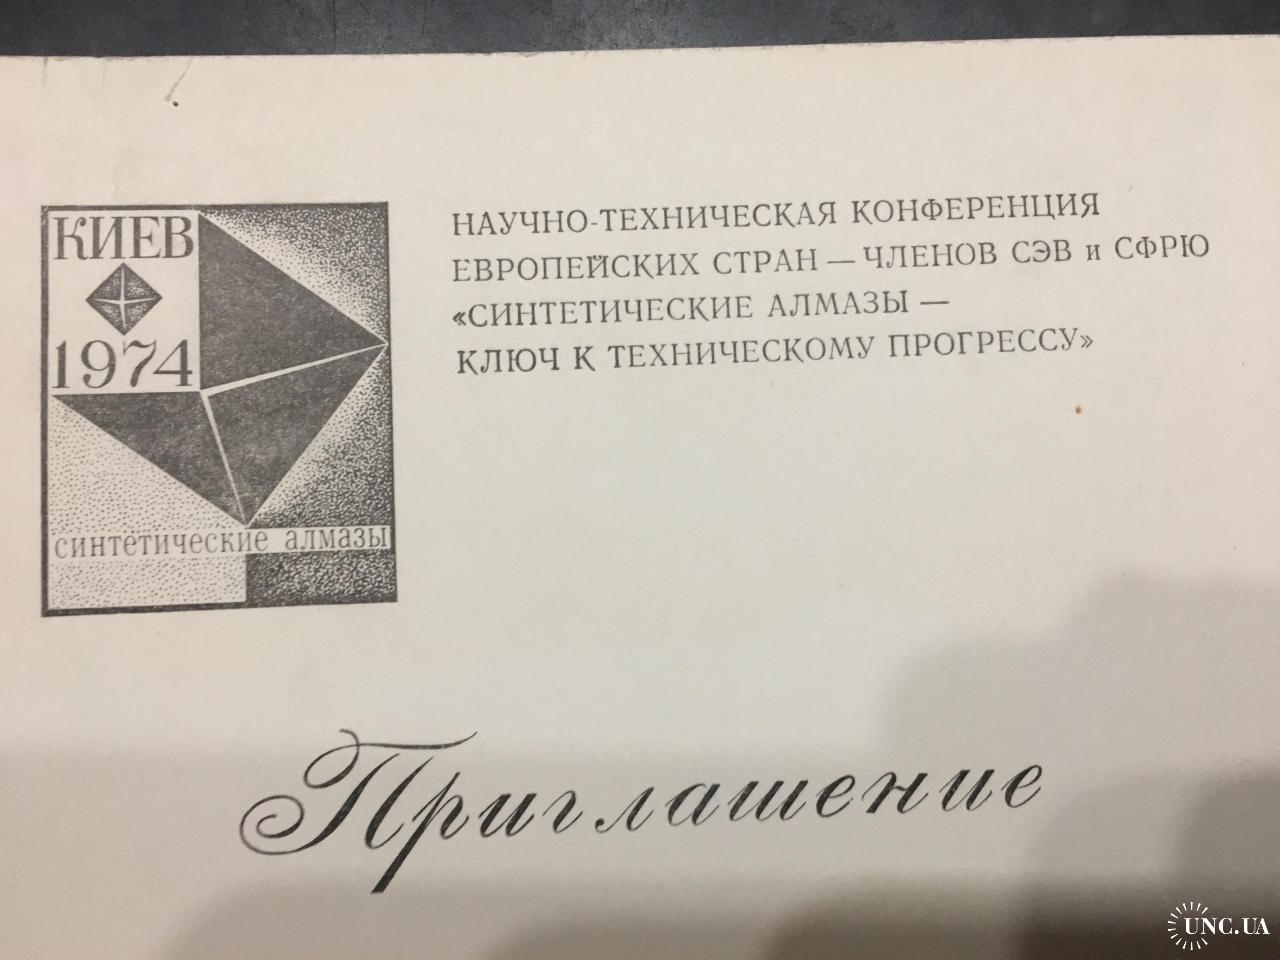 КИЕВ
1974
синтетические алмазы
НАУЧНО-ТЕХНИЧЕСКАЯ КОНФЕРЕНЦИЯ
ЕВРОПЕЙСКИХ СТРАН — ЧЛЕНОВ СЭВ и СФРЮ
«СИНТЕТИЧЕСКИЕ АЛМАЗЫ —
КЛЮЧ К ТЕХНИЧЕСКОМУ ПРОГРЕССУ»
Приглашение
UNC.UA